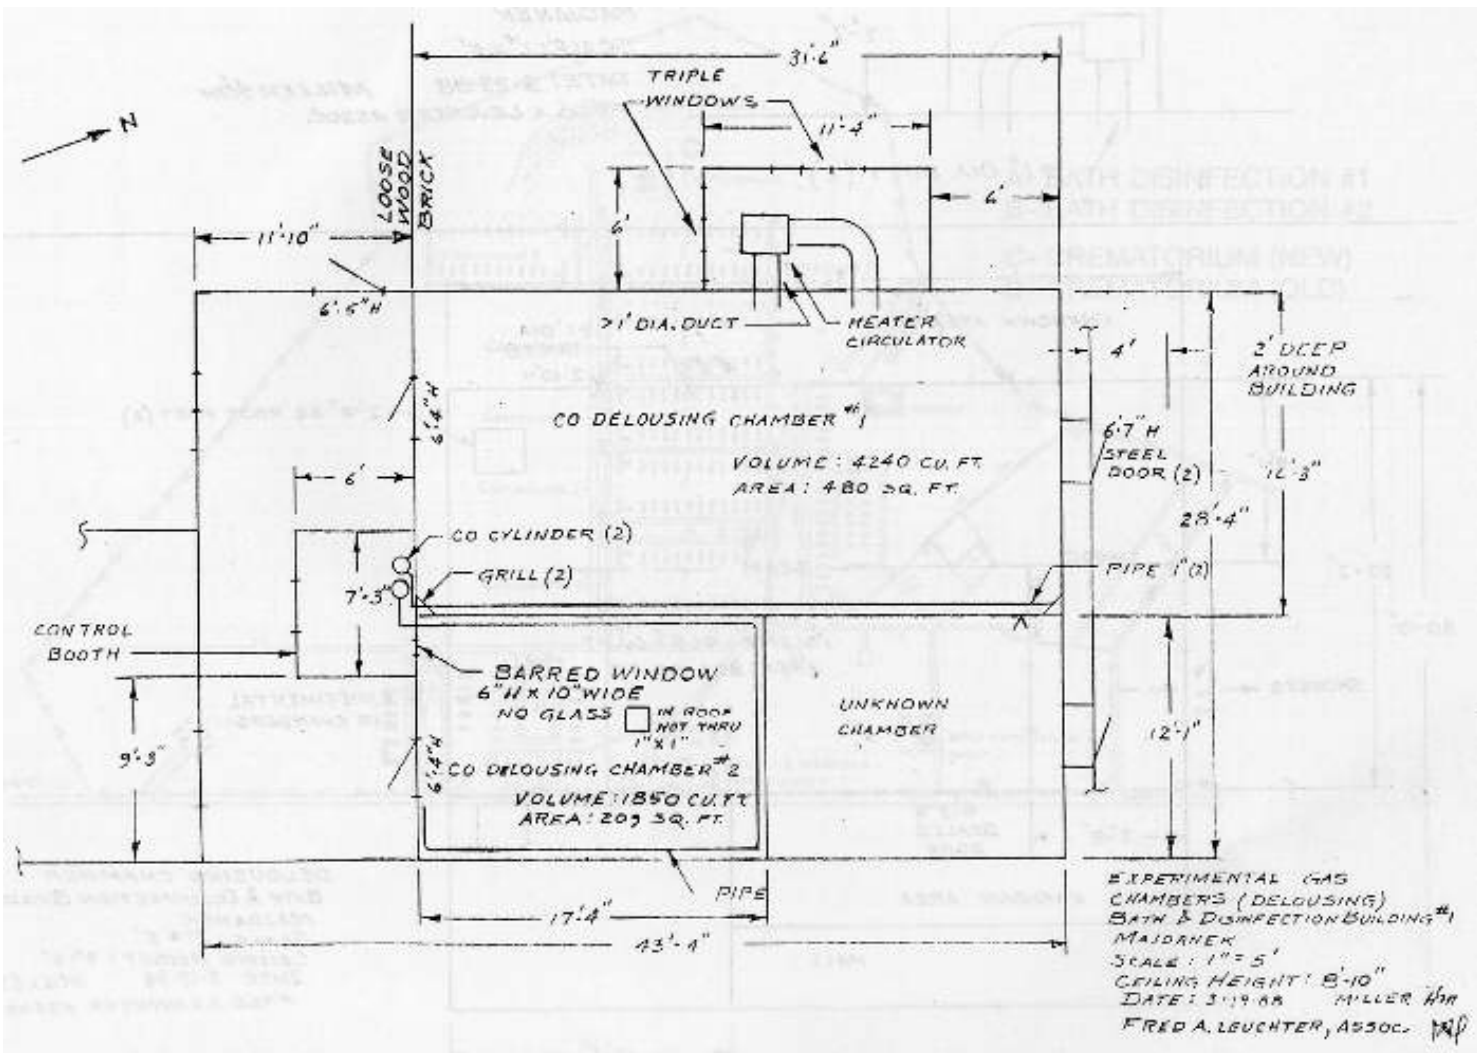 31'-6"
TRIPLE
WINDOWS
11'-4"
N
LOOSE
WOOD
BRICK
6'
6'
11'-10"
6'-5" H
>1' DIA. DUCT
HEATER
CIRCULATOR
4'
2' DEEP
AROUND
BUILDING
6'4" H
CO DELOUSING CHAMBER #1
VOLUME: 4240 CU. FT.
AREA: 480 SQ. FT.
6'7" H
STEEL
DOOR (2)
6'
28'-4"
CO CYLINDER (2)
GRILL (2)
7'-3"
PIPE 1" (2)
CONTROL
BOOTH
BARRED WINDOW
6" H X 10" WIDE
NO GLASS
IN ROOF
NOT THRU
1" X 1"
UNKNOWN
CHAMBER
12'-1"
9'-3"
6'-4" H
CO DELOUSING CHAMBER #2
VOLUME: 1850 CU. FT
AREA: 209 SQ. FT.
PIPE
17'4"
43'-4"
EXPERIMENTAL GAS
CHAMBERS (DELOUSING)
BATH & DISINFECTION BUILDING #1
MAJDANEK
SCALE: 1" = 5'
CEILING HEIGHT: 8'-10"
DATE: 3-19-88 MILLER
FRED A. LEUCHTER, ASSOC.